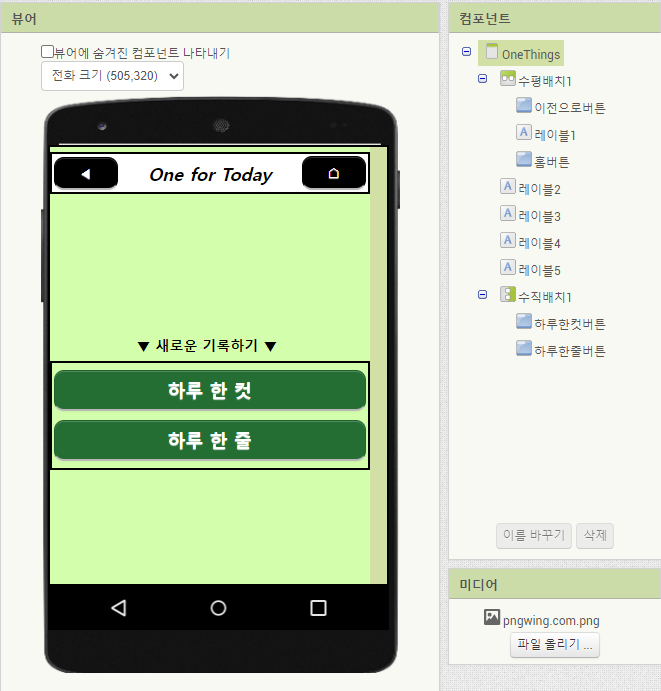 뷰어
뷰어에 숨겨진 컴포넌트 나타내기
전화 크기 (505,320)
One for Today
▼ 새로운 기록하기 ▼
하루 한 컷
하루 한 줄
컴포넌트
OneThings
수평배치1
이전으로버튼
레이블1
홈버튼
레이블2
레이블3
레이블4
레이블5
수직배치1
하루한컷버튼
하루한줄버튼
이름 바꾸기
삭제
미디어
pngwing.com.png
파일 올리기 ...